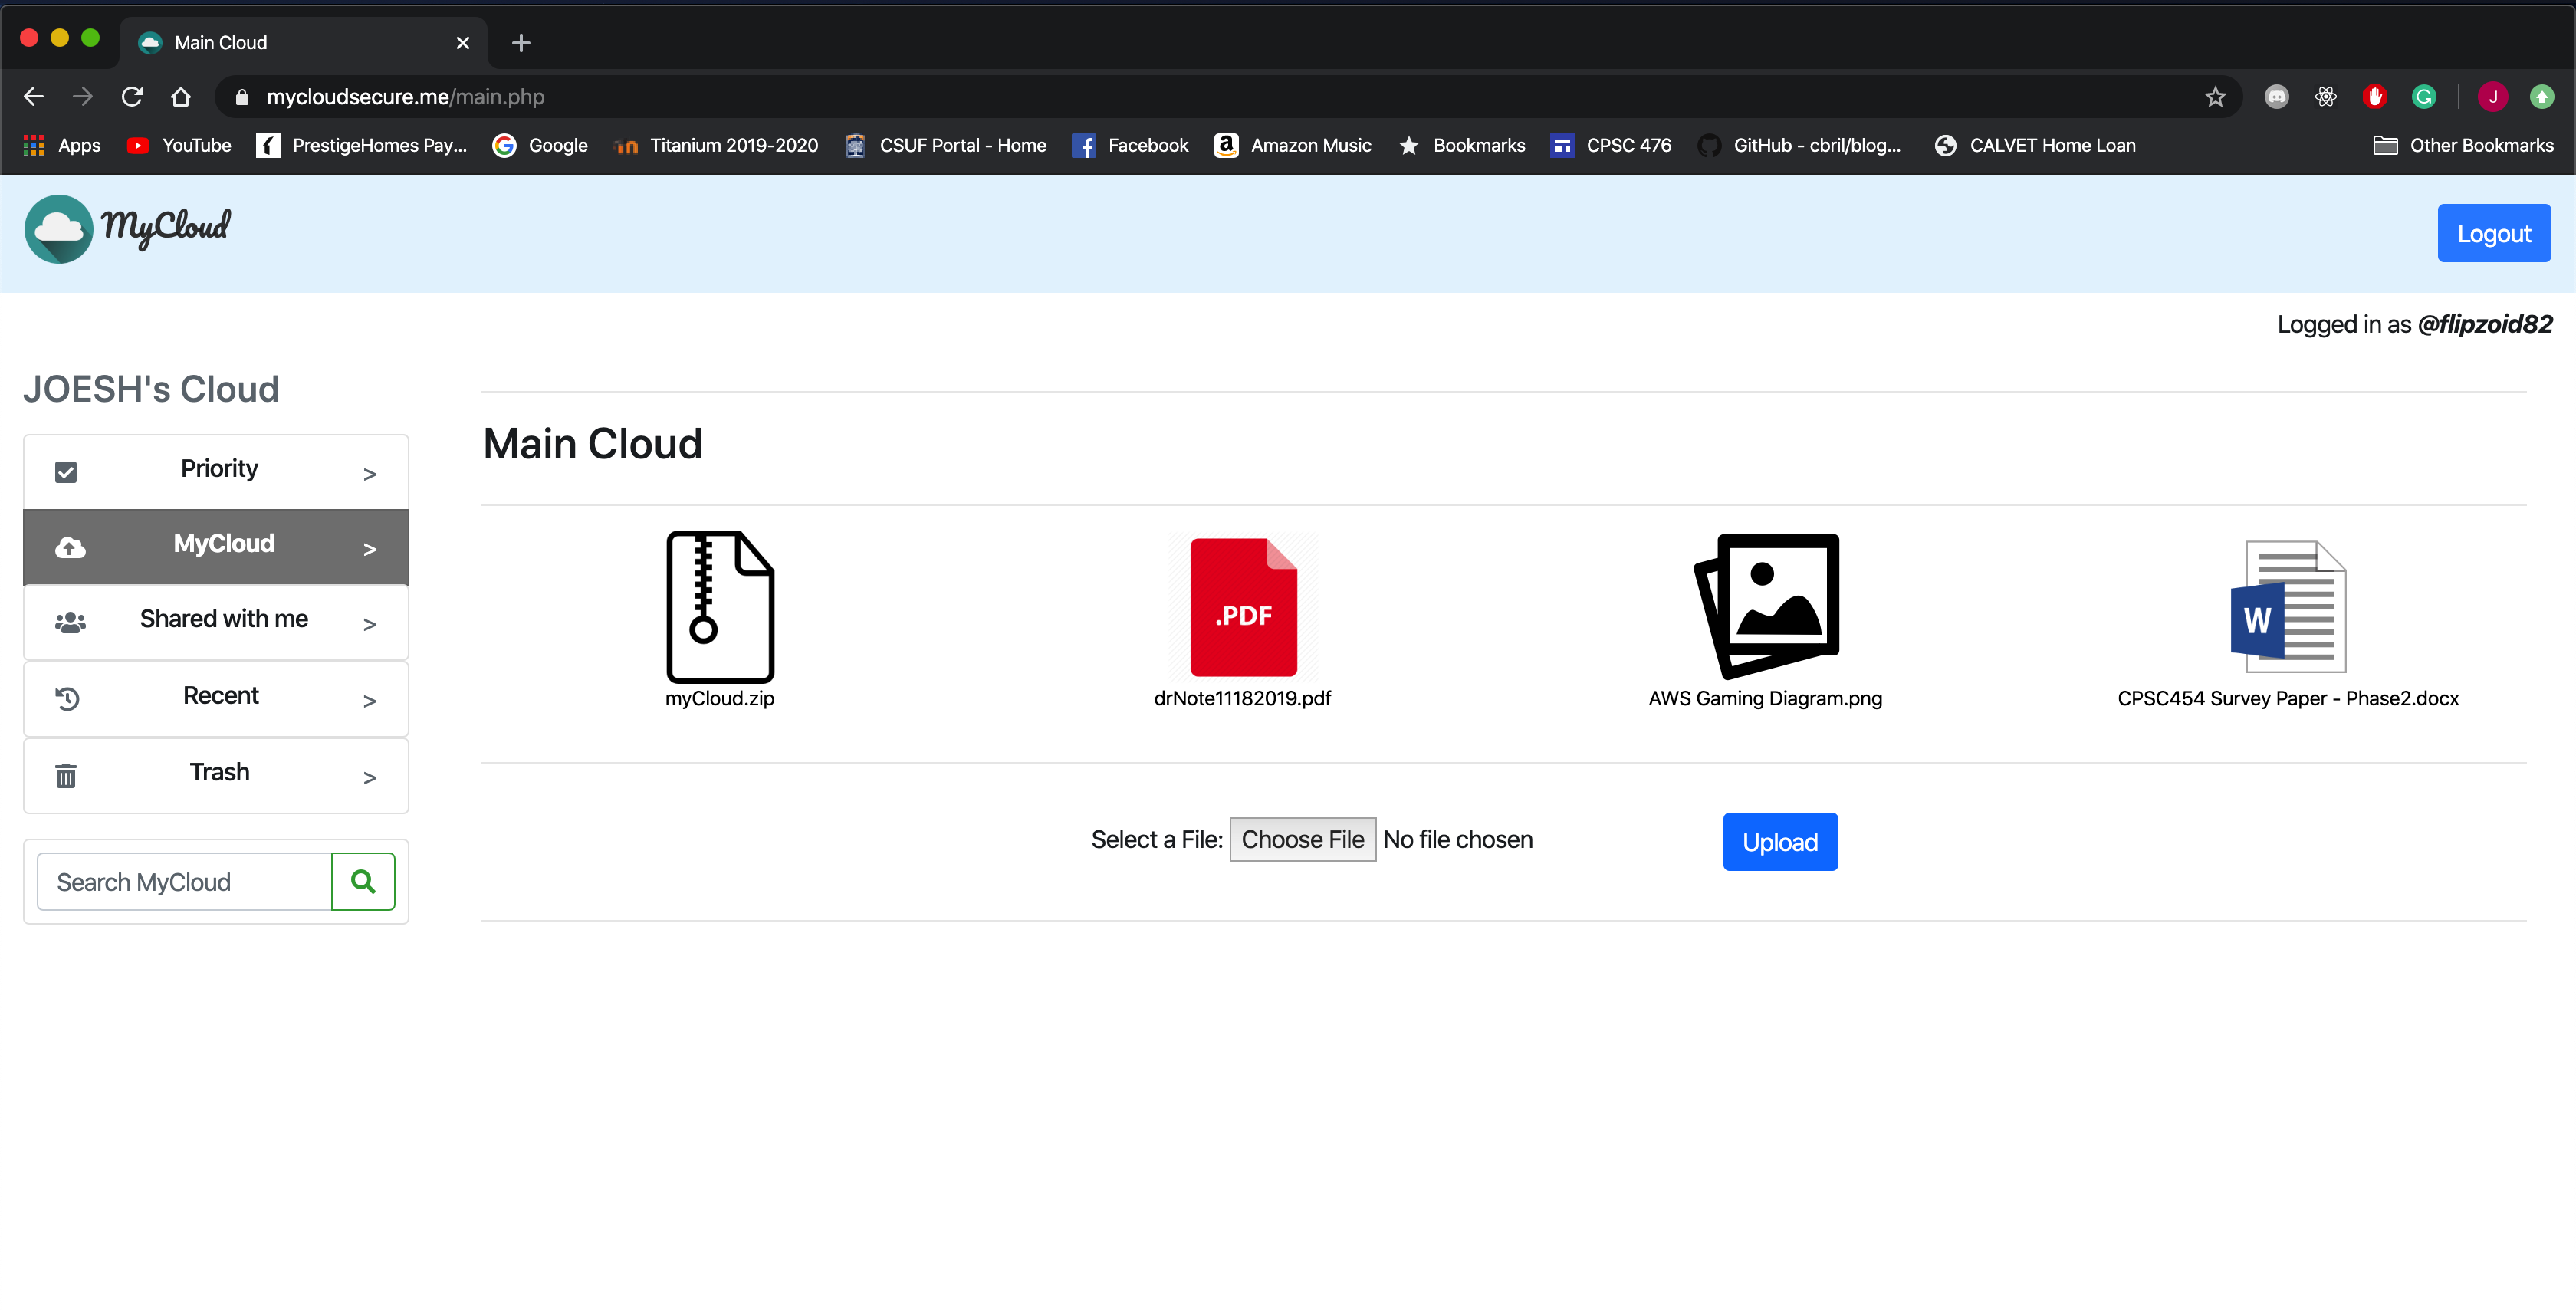 Main Cloud
mycloudsecure.me/main.php
J
Apps YouTube PrestigeHomes Pay... Google Titanium 2019-2020 CSUF Portal - Home Facebook Amazon Music Bookmarks CPSC 476 GitHub - cbril/blog... CALVET Home Loan Other Bookmarks
MyCloud
Logout
Logged in as @flipzoid82
JOESH's Cloud
Priority >
MyCloud >
Shared with me >
Recent >
Trash >
Search MyCloud
Main Cloud
.PDF
W
myCloud.zip drNote11182019.pdf AWS Gaming Diagram.png CPSC454 Survey Paper - Phase2.docx
Select a File: Choose File No file chosen Upload